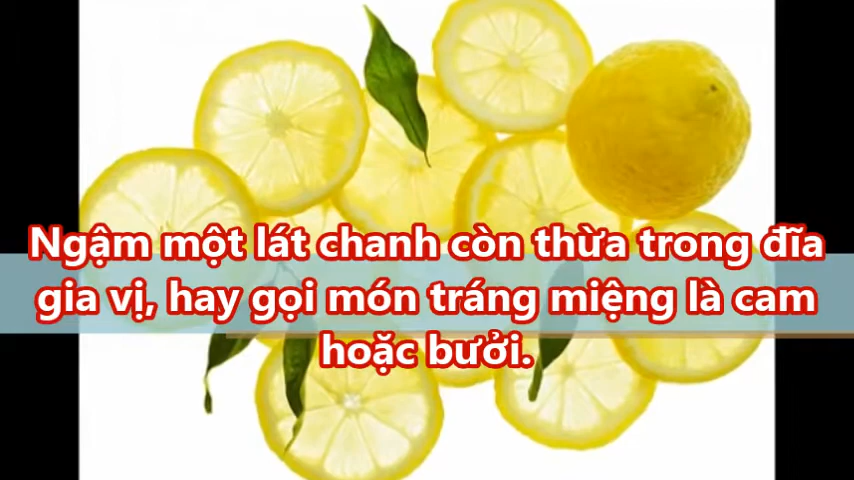 Ngậm một lát chanh còn thừa trong đĩa
gia vị, hay gọi món tráng miệng là cam
hoặc bưởi.